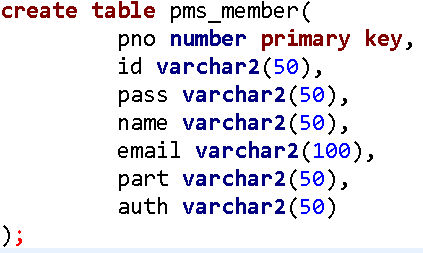 create table pms_member(
pno number primary key,
id varchar2(50),
pass varchar2(50),
name varchar2(50),
email varchar2(100),
part varchar2(50),
auth varchar2(50)
);